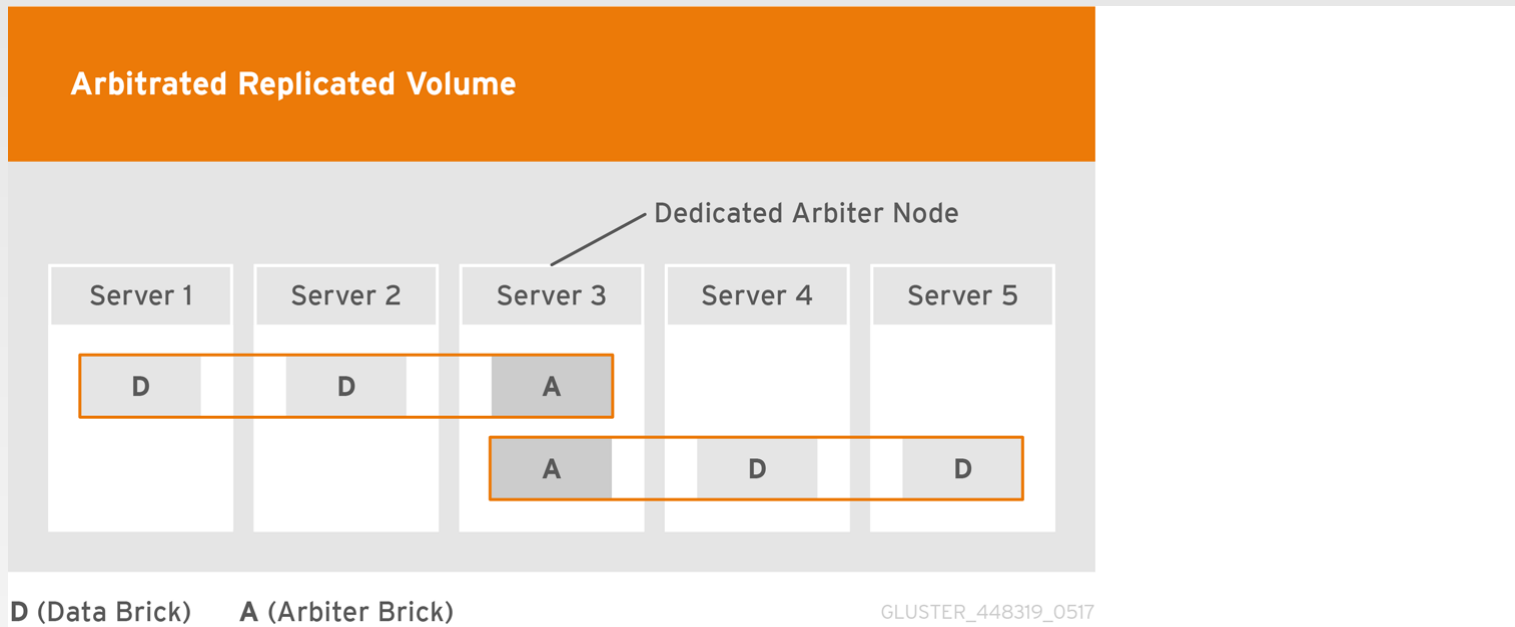 Arbitrated Replicated Volume
Dedicated Arbiter Node
Server 1 Server 2 Server 3 Server 4 Server 5
D D A
A D D
D (Data Brick) A (Arbiter Brick) GLUSTER_448319_0517